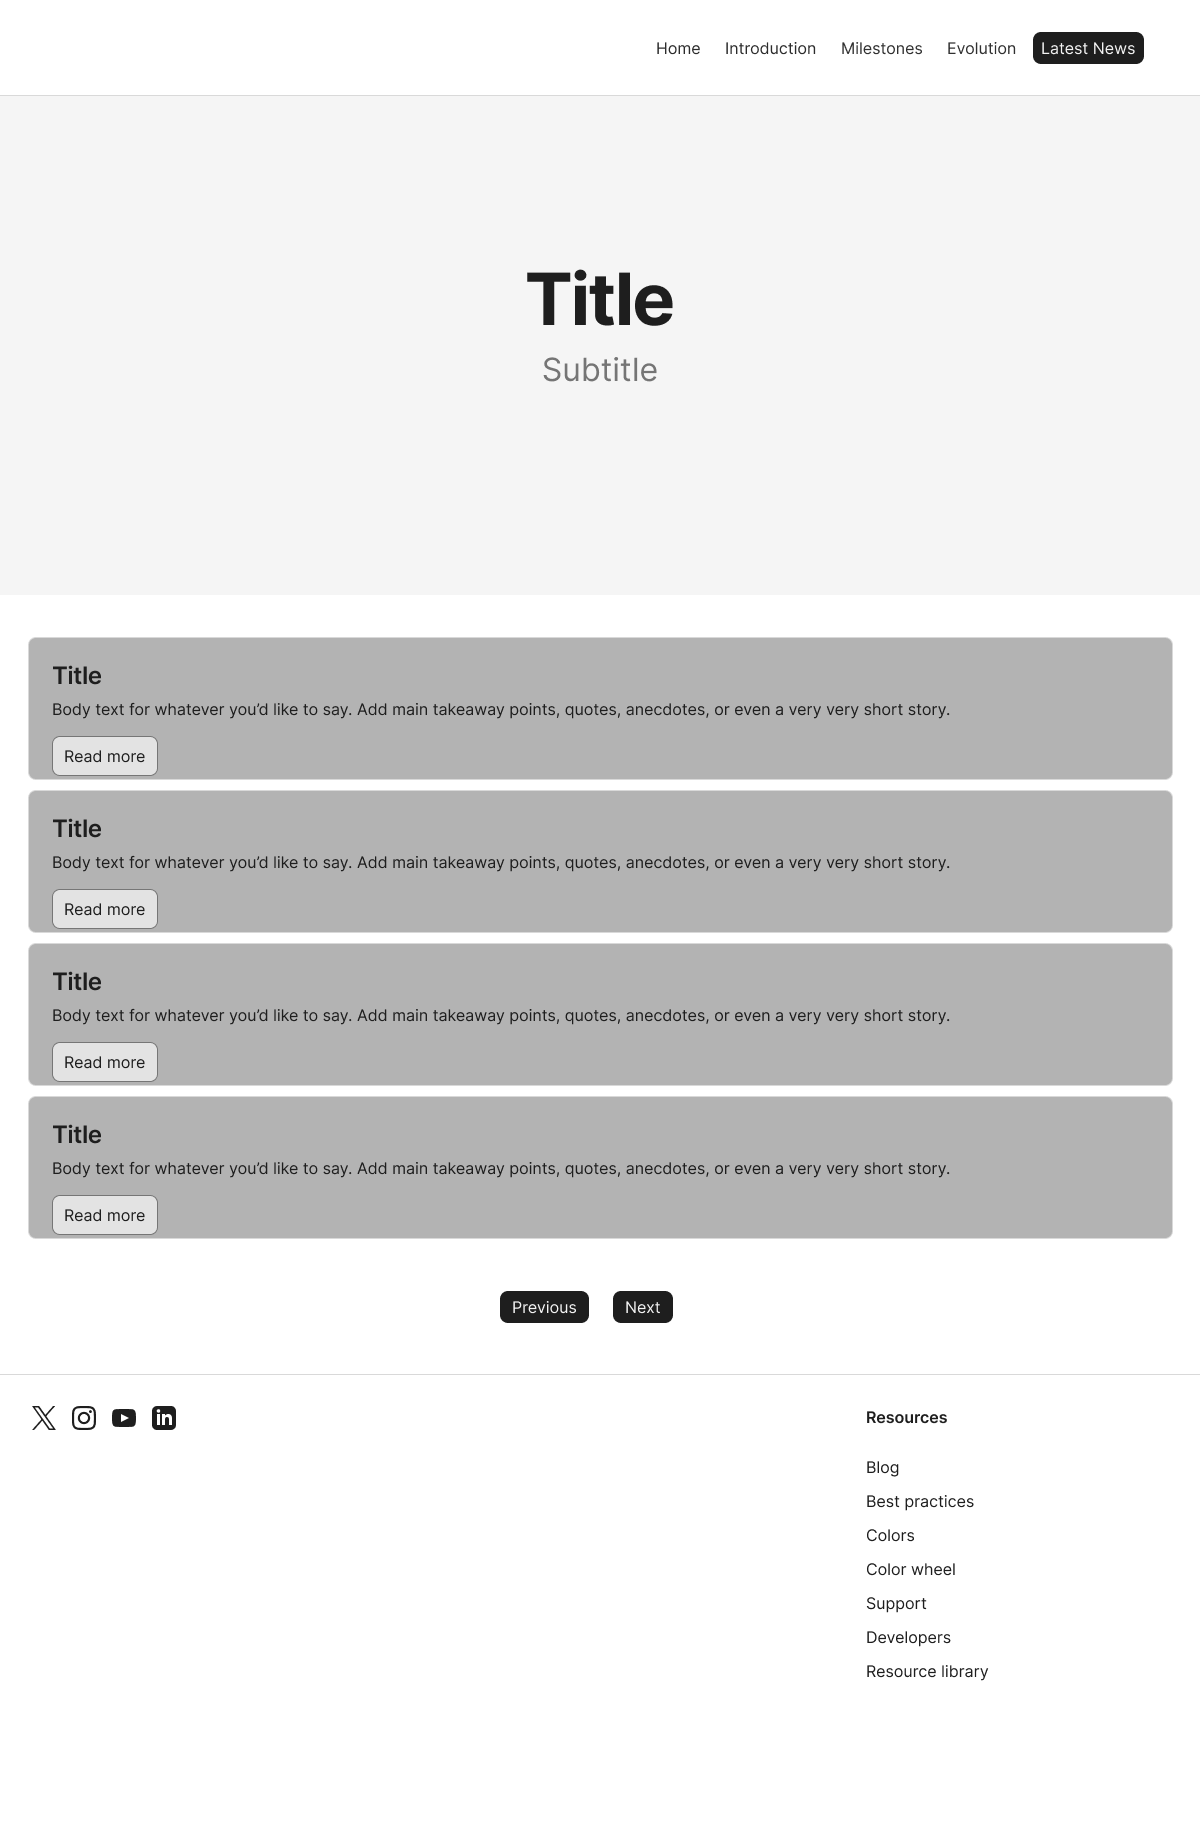 Home Introduction Milestones Evolution Latest News
Title
Subtitle
Title
Body text for whatever you’d like to say. Add main takeaway points, quotes, anecdotes, or even a very very short story.
Read more
Title
Body text for whatever you’d like to say. Add main takeaway points, quotes, anecdotes, or even a very very short story.
Read more
Title
Body text for whatever you’d like to say. Add main takeaway points, quotes, anecdotes, or even a very very short story.
Read more
Title
Body text for whatever you’d like to say. Add main takeaway points, quotes, anecdotes, or even a very very short story.
Read more
Previous Next
Resources
Blog
Best practices
Colors
Color wheel
Support
Developers
Resource library